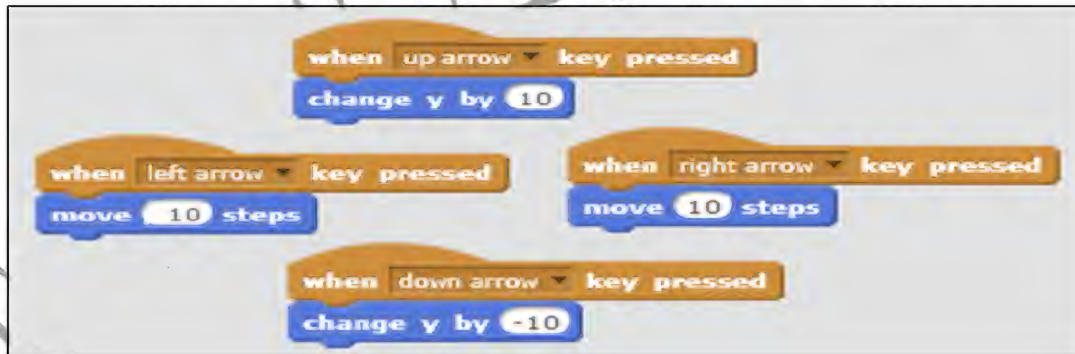 when up arrow key pressed
change y by 10
when left arrow key pressed
move 10 steps
when right arrow key pressed
move 10 steps
when down arrow key pressed
change y by -10